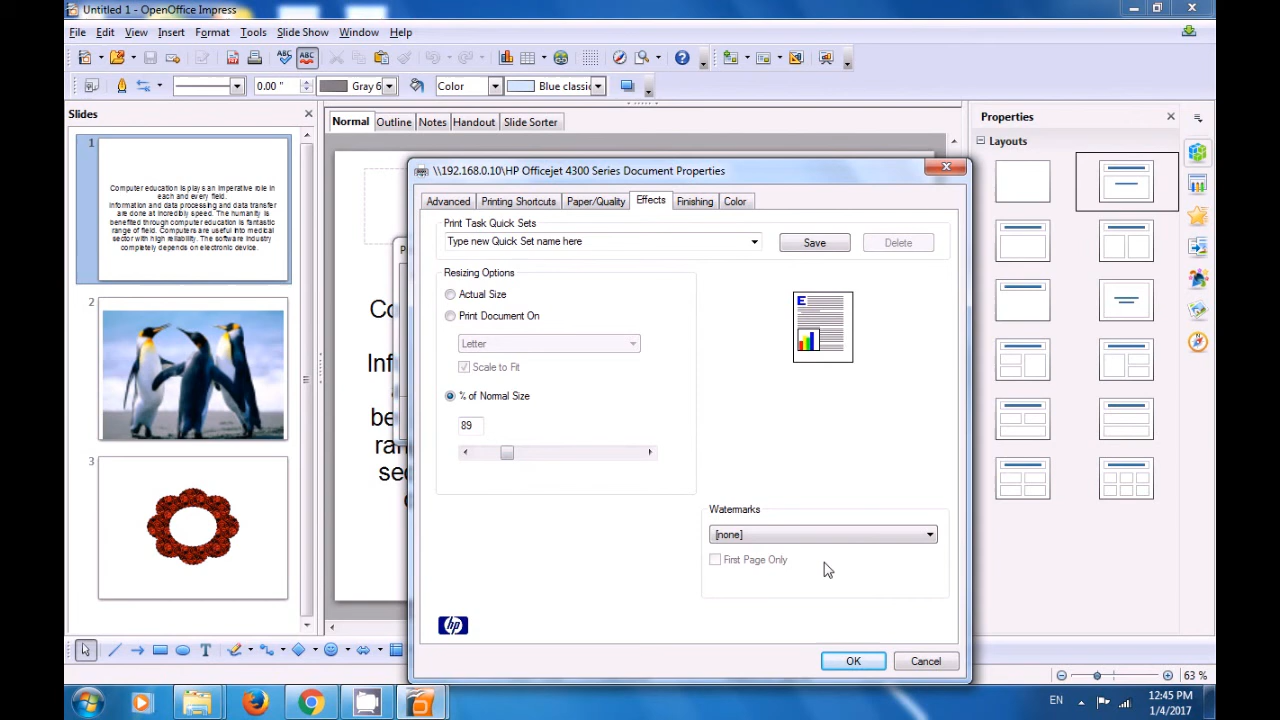 Untitled 1 - OpenOffice Impress
File Edit View Insert Format Tools Slide Show Window Help
0.00 " Gray 6 Color Blue classic
Slides
Normal Outline Notes Handout Slide Sorter
Properties
Layouts
1
Computer education is plays an imperative role in
each and every field.
Information and data processing and data transfer
are done at incredibly speed. The humanity is
benefited through computer education is fantastic
range of field. Computers are useful into medical
sector with high reliability. The software industry
completely depends on electronic device.
2
3
Co
Inf
be
ran
sec
\\192.168.0.10\HP Officejet 4300 Series Document Properties
Advanced Printing Shortcuts Paper/Quality Effects Finishing Color
Print Task Quick Sets
Type new Quick Set name here Save Delete
Resizing Options
Actual Size
Print Document On
Letter
Scale to Fit
% of Normal Size
89
E
Watermarks
[none]
First Page Only
hp
OK Cancel
63 %
EN
12:45 PM
1/4/2017